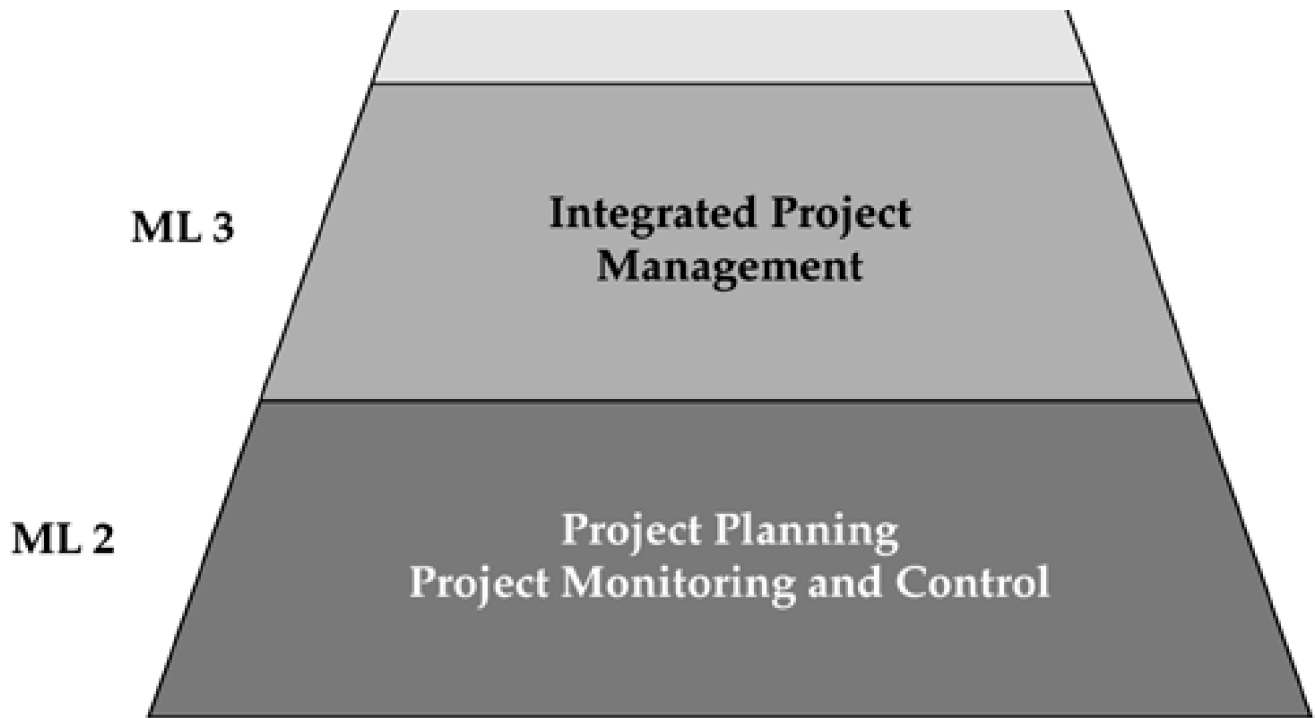 ML 3
Integrated Project
Management
ML 2
Project Planning
Project Monitoring and Control